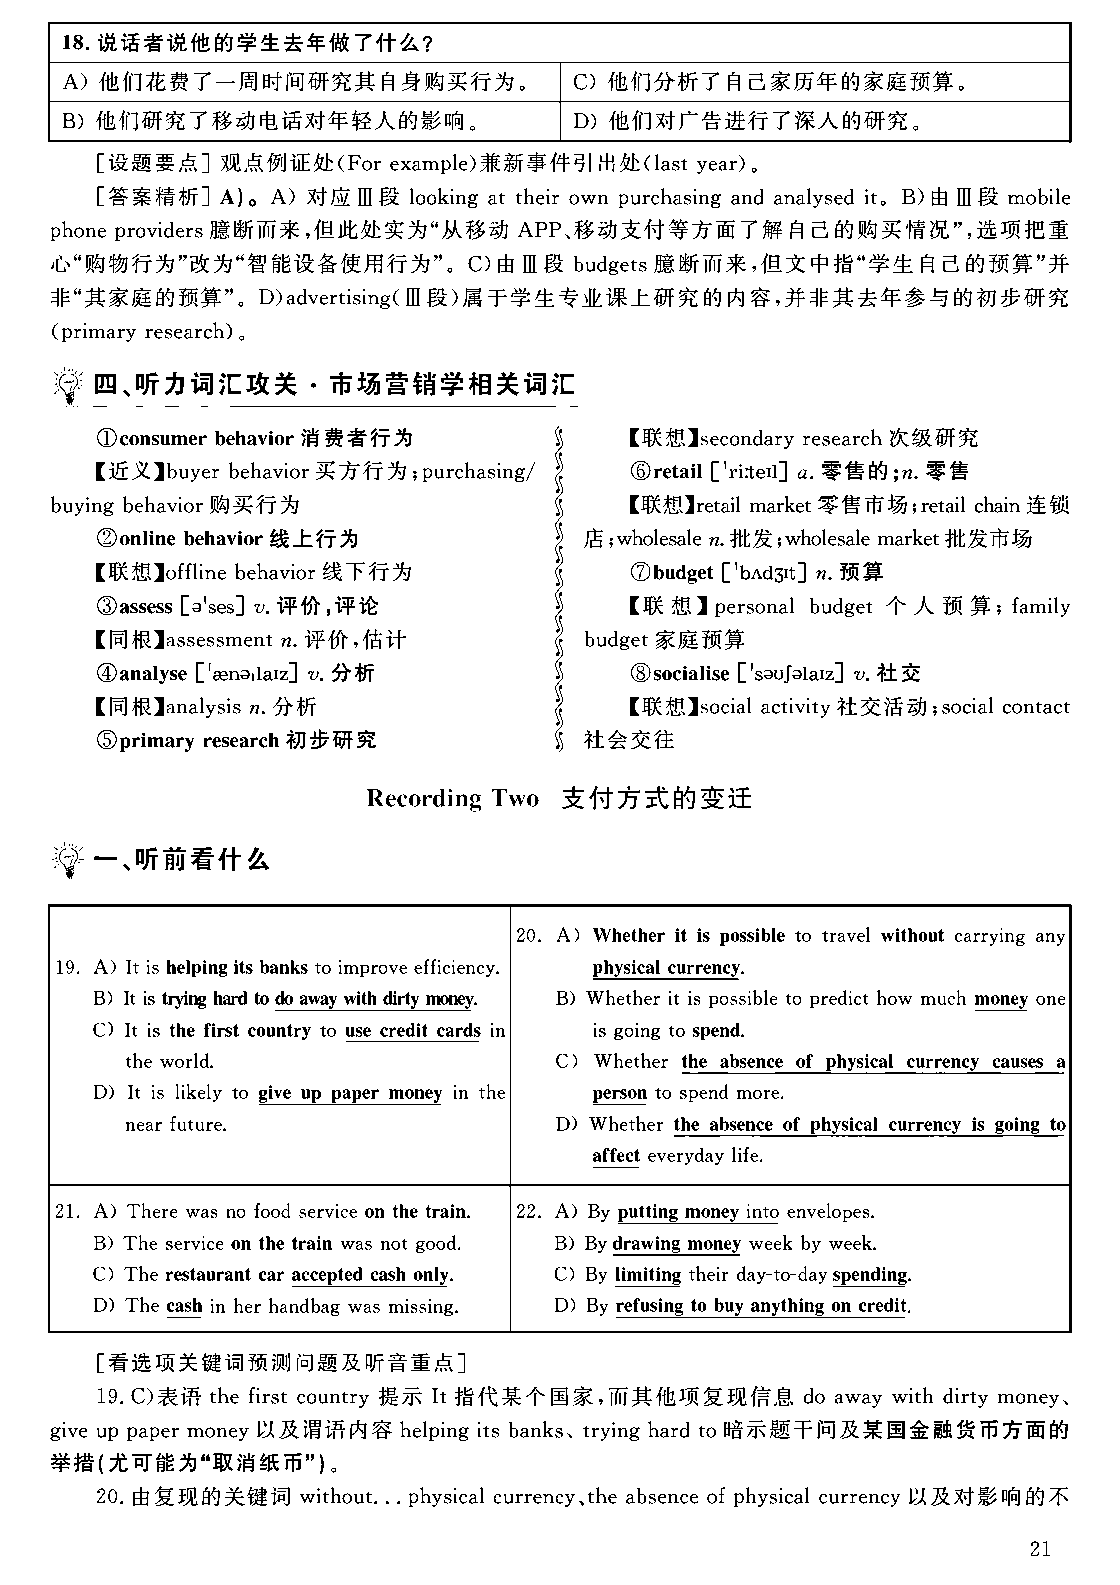 18. 说话者说他的学生去年做了什么?
A) 他们花费了一周时间研究其自身购买行为。
C) 他们分析了自己家历年的家庭预算。
B) 他们研究了移动电话对年轻人的影响。
D) 他们对广告进行了深人的研究。
[设题要点] 观点例证处(For example)兼新事件引出处(last year)。
[答案精析] A)。A) 对应Ⅲ段 looking at their own purchasing and analysed it。B)由Ⅲ段 mobile
phone providers 臆断而来,但此处实为“从移动 APP、移动支付等方面了解自己的购买情况”,选项把重
心“购物行为”改为“智能设备使用行为”。C)由Ⅲ段 budgets 臆断而来,但文中指“学生自己的预算”并
非“其家庭的预算”。D)advertising(Ⅲ段)属于学生专业课上研究的内容,并非其去年参与的初步研究
(primary research)。
四、听力词汇攻关·市场营销学相关词汇
①consumer behavior 消费者行为
【近义】buyer behavior 买方行为;purchasing/
buying behavior 购买行为
②online behavior 线上行为
【联想】offline behavior 线下行为
③assess [əˈses] v. 评价,评论
【同根】assessment n. 评价,估计
④analyse [ˈænəˌlaɪz] v. 分析
【同根】analysis n. 分析
⑤primary research 初步研究
【联想】secondary research 次级研究
⑥retail [ˈriːteɪl] a. 零售的;n. 零售
【联想】retail market 零售市场;retail chain 连锁
店;wholesale n. 批发;wholesale market 批发市场
⑦budget [ˈbʌdʒɪt] n. 预算
【联想】personal budget 个人预算;family
budget 家庭预算
⑧socialise [ˈsəʊʃəlaɪz] v. 社交
【联想】social activity 社交活动;social contact
社会交往
Recording Two 支付方式的变迁
一、听前看什么
19. A) It is helping its banks to improve efficiency.
B) It is trying hard to do away with dirty money.
C) It is the first country to use credit cards in
the world.
D) It is likely to give up paper money in the
near future.
20. A) Whether it is possible to travel without carrying any
physical currency.
B) Whether it is possible to predict how much money one
is going to spend.
C) Whether the absence of physical currency causes a
person to spend more.
D) Whether the absence of physical currency is going to
affect everyday life.
21. A) There was no food service on the train.
B) The service on the train was not good.
C) The restaurant car accepted cash only.
D) The cash in her handbag was missing.
22. A) By putting money into envelopes.
B) By drawing money week by week.
C) By limiting their day-to-day spending.
D) By refusing to buy anything on credit.
[看选项关键词预测问题及听音重点]
19. C)表语 the first country 提示 It 指代某个国家,而其他项复现信息 do away with dirty money、
give up paper money 以及谓语内容 helping its banks、trying hard to 暗示题干问及某国金融货币方面的
举措(尤可能为“取消纸币”)。
20. 由复现的关键词 without... physical currency、the absence of physical currency 以及对影响的不
21